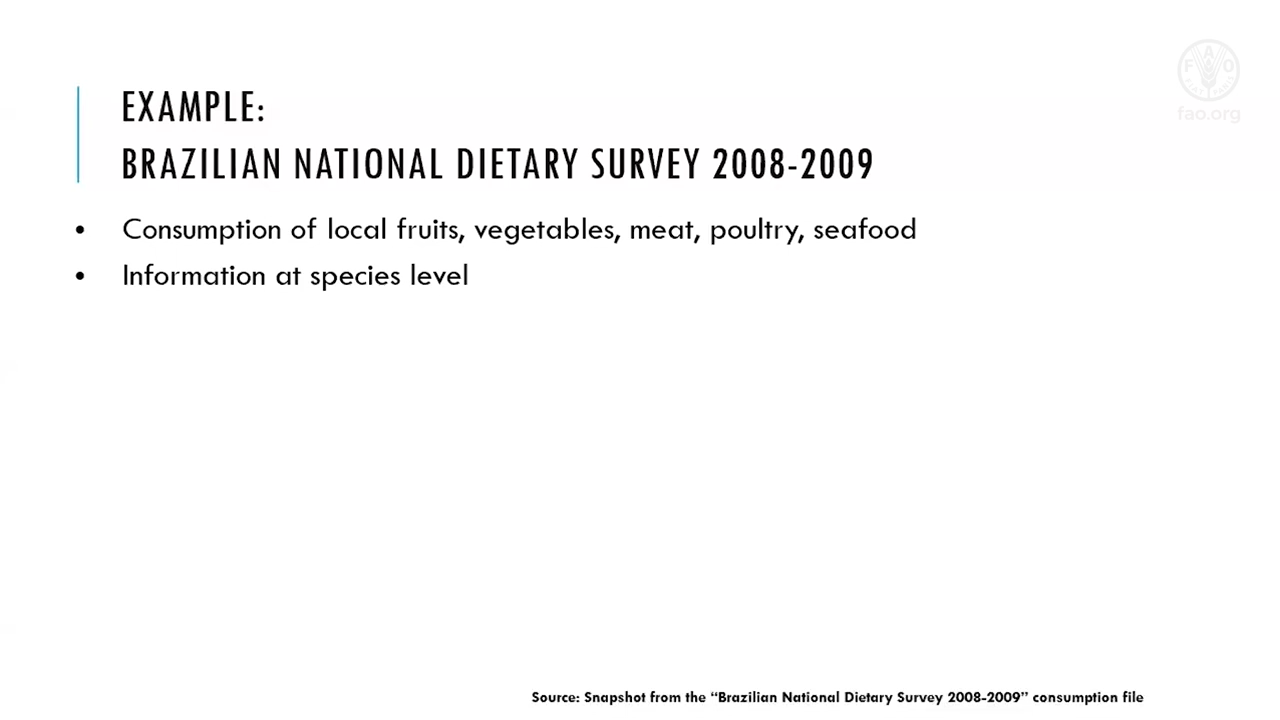 EXAMPLE:
BRAZILIAN NATIONAL DIETARY SURVEY 2008-2009
• Consumption of local fruits, vegetables, meat, poultry, seafood
• Information at species level
Source: Snapshot from the “Brazilian National Dietary Survey 2008-2009” consumption file
F A O
fao.org